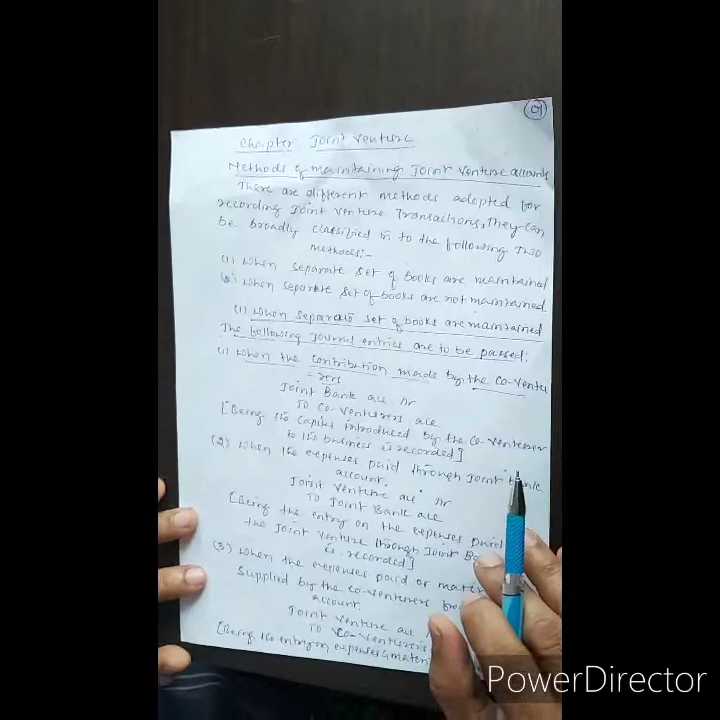 01
Chapter Joint Venture
Methods of maintaining Joint Venture accounts
There are different methods adopted for
recording Joint Venture Transactions, They can
be broadly classified in to the following Two
methods:-
(1) When separate set of books are maintained
(2) When separate set of books are not maintained.
(1) When separate set of books are maintained
The following Journal entries are to be passed:
(1) When the contribution made by the co-ventu
= rers
Joint Bank a/c Dr
To Co-venturers a/c
[Being the capital introduced by the co-venturer
to the business is recorded]
(2) When the expenses paid through Joint Bank
account.
Joint Venture a/c Dr
To Joint Bank a/c
[Being the entry on the expenses paid
the Joint Venture through Joint B
is recorded]
(3) When the expenses paid or mater
Supplied by the co-venturers
account.
Joint Venture a/c
To Co-venturers
[Being the entry on expenses & materi
PowerDirector